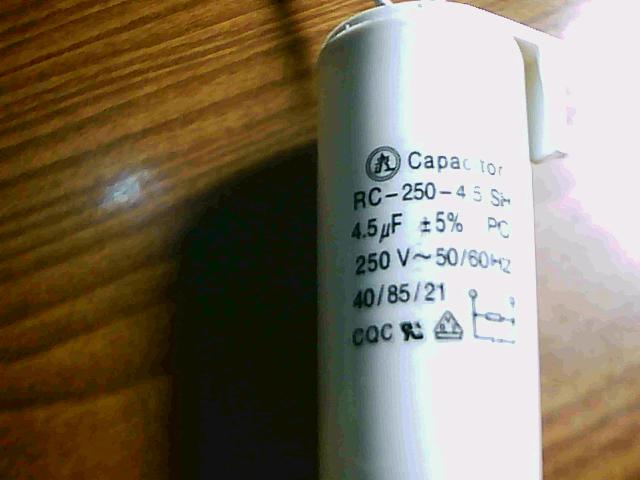 Capacitor
RC-250-4.5 SH
4.5µF ±5% PC
250 V~50/60Hz
40/85/21
CQC